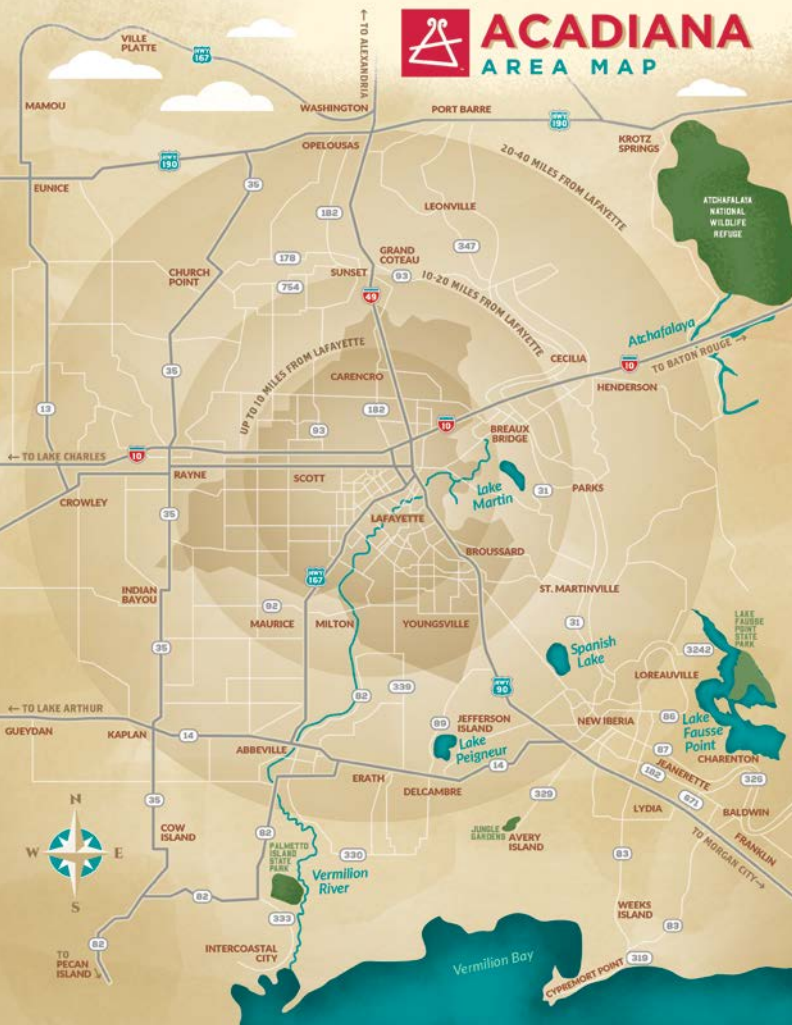 ACADIANA
AREA MAP
← TO ALEXANDRIA
VILLE
PLATTE
HWY
167
MAMOU
WASHINGTON
PORT BARRE
HWY
190
KROTZ
SPRINGS
OPELOUSAS
HWY
190
20-40 MILES FROM LAFAYETTE
EUNICE
35
182
LEONVILLE
ATCHAFALAYA
NATIONAL
WILDLIFE
REFUGE
347
GRAND
COTEAU
178
SUNSET
93
CHURCH
POINT
754
49
10-20 MILES FROM LAFAYETTE
Atchafalaya
UP TO 10 MILES FROM LAFAYETTE
CECILIA
10
TO BATON ROUGE →
35
CARENCRO
HENDERSON
13
182
93
10
BREAUX
BRIDGE
← TO LAKE CHARLES
10
RAYNE
SCOTT
Lake
Martin
31
PARKS
CROWLEY
35
LAFAYETTE
BROUSSARD
HWY
167
INDIAN
BAYOU
ST. MARTINVILLE
92
MAURICE
MILTON
YOUNGSVILLE
31
LAKE
FAUSSE
POINT
STATE
PARK
35
Spanish
Lake
3242
LOREAUVILLE
82
339
HWY
90
← TO LAKE ARTHUR
GUEYDAN
KAPLAN
14
89
JEFFERSON
ISLAND
NEW IBERIA
86
Lake
Fausse
Point
ABBEVILLE
Lake
Peigneur
14
87
CHARENTON
182
JEANERETTE
326
ERATH
DELCAMBRE
329
671
LYDIA
BALDWIN
N
W
E
S
35
COW
ISLAND
82
JUNGLE
GARDENS
AVERY
ISLAND
FRANKLIN
TO MORGAN CITY →
PALMETTO
ISLAND
STATE
PARK
330
83
Vermilion
River
82
333
WEEKS
ISLAND
83
82
INTERCOASTAL
CITY
TO
PECAN
ISLAND
Vermilion Bay
319
CYPREMORT POINT